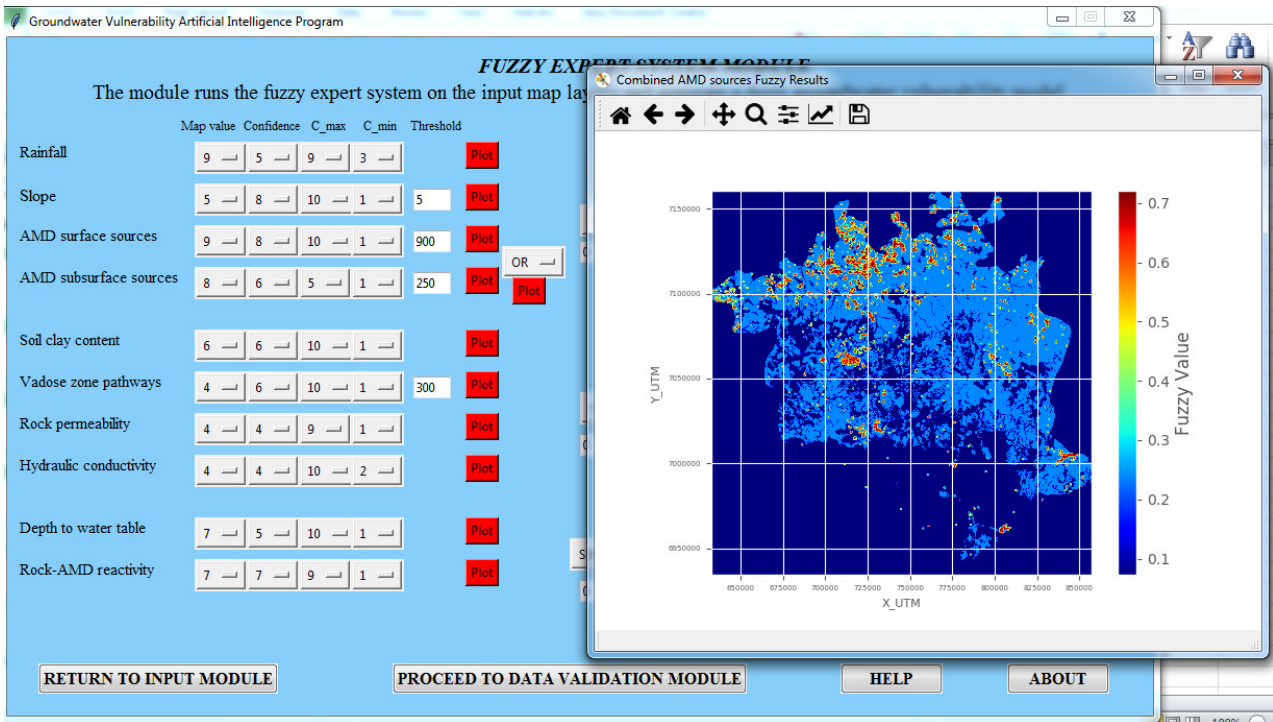 Groundwater Vulnerability Artificial Intelligence Program
FUZZY EXPERT SYSTEM MODULE
The module runs the fuzzy expert system on the input map
Map value Confidence C_max C_min Threshold
Rainfall 9 5 9 3 Plot
Slope 5 8 10 1 5 Plot
AMD surface sources 9 8 10 1 900 Plot
OR
AMD subsurface sources 8 6 5 1 250 Plot
Plot
Soil clay content 6 6 10 1 Plot
Vadose zone pathways 4 6 10 1 300 Plot
Rock permeability 4 4 9 1 Plot
Hydraulic conductivity 4 4 10 2 Plot
Depth to water table 7 5 10 1 Plot
Rock-AMD reactivity 7 7 9 1 Plot
RETURN TO INPUT MODULE PROCEED TO DATA VALIDATION MODULE HELP ABOUT
Combined AMD sources Fuzzy Results
7150000
7100000
7050000
7000000
6950000
Y_UTM
650000 675000 700000 725000 750000 775000 800000 825000 850000
X_UTM
0.7
0.6
0.5
0.4
0.3
0.2
0.1
Fuzzy Value
100%